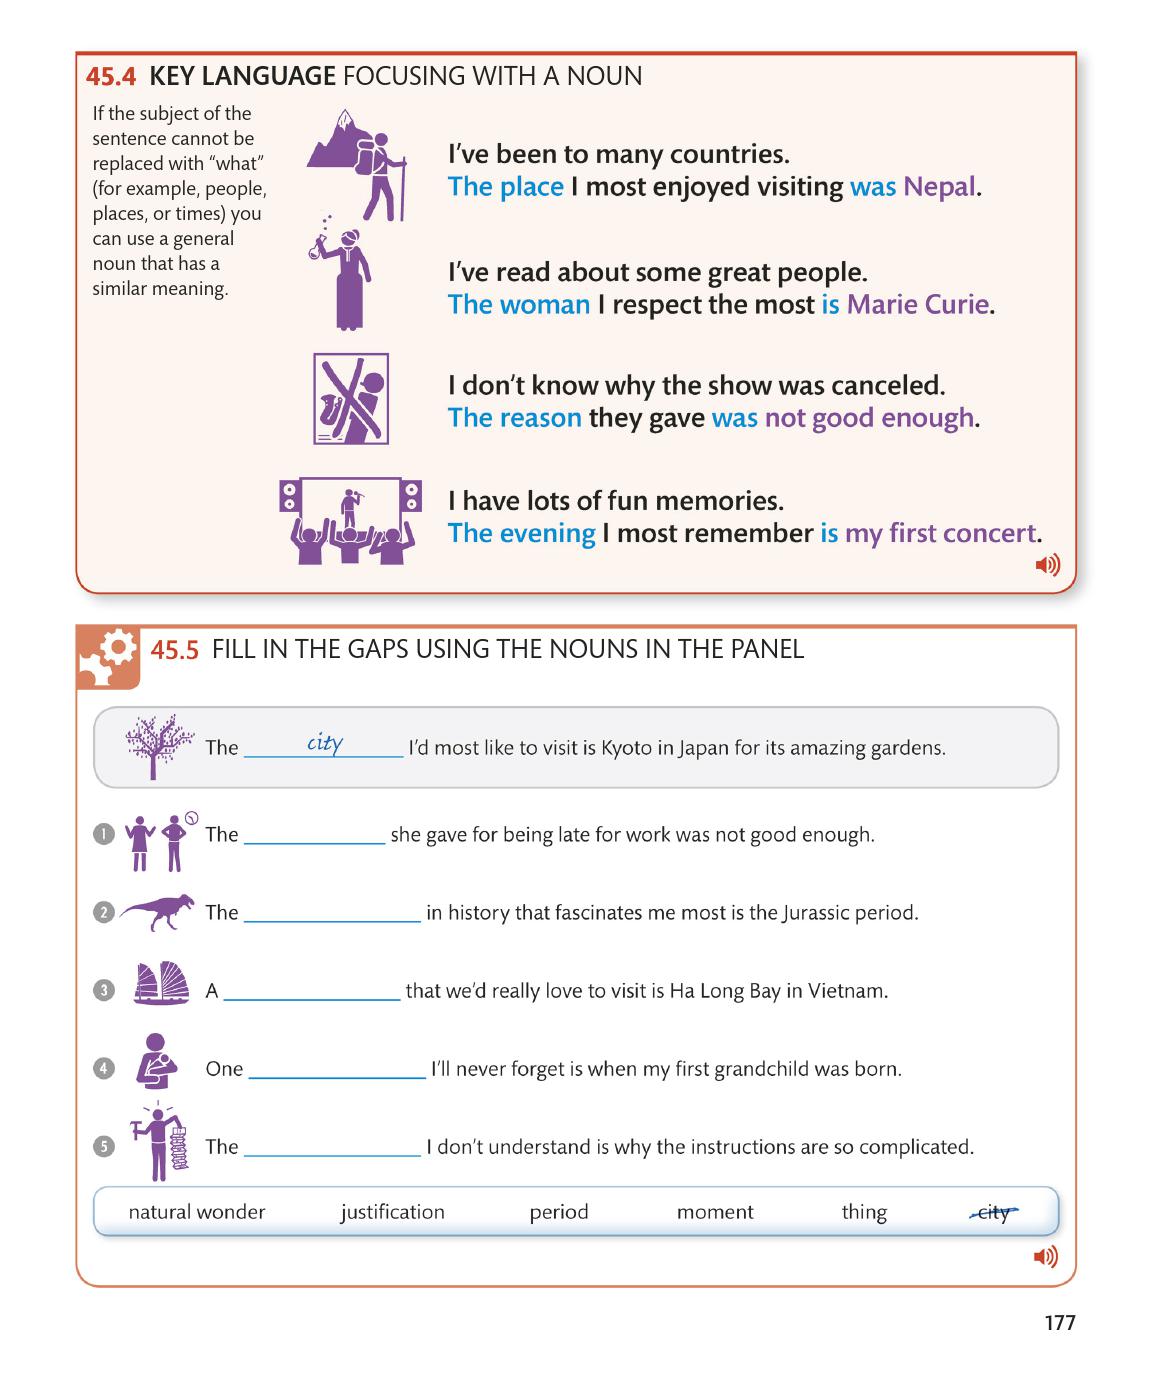 45.4 KEY LANGUAGE FOCUSING WITH A NOUN
If the subject of the
sentence cannot be
replaced with “what”
(for example, people,
places, or times) you
can use a general
noun that has a
similar meaning.
I’ve been to many countries.
The place I most enjoyed visiting was Nepal.
I’ve read about some great people.
The woman I respect the most is Marie Curie.
I don’t know why the show was canceled.
The reason they gave was not good enough.
I have lots of fun memories.
The evening I most remember is my first concert.
45.5 FILL IN THE GAPS USING THE NOUNS IN THE PANEL
The city I’d most like to visit is Kyoto in Japan for its amazing gardens.
1 The ____________ she gave for being late for work was not good enough.
2 The ____________ in history that fascinates me most is the Jurassic period.
3 A ____________ that we’d really love to visit is Ha Long Bay in Vietnam.
4 One ____________ I’ll never forget is when my first grandchild was born.
5 The ____________ I don’t understand is why the instructions are so complicated.
natural wonder justification period moment thing city
177